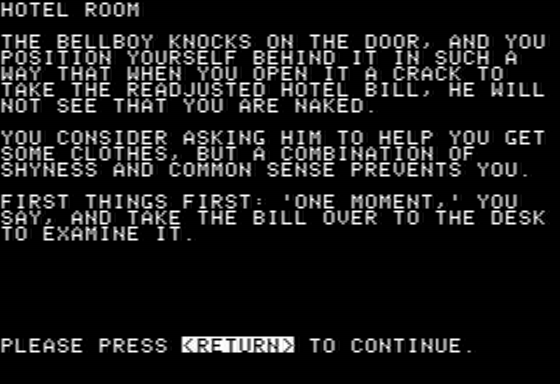 HOTEL ROOM
THE BELLBOY KNOCKS ON THE DOOR, AND YOU
POSITION YOURSELF BEHIND IT IN SUCH A
WAY THAT WHEN YOU OPEN IT A CRACK TO
TAKE THE READJUSTED HOTEL BILL, HE WILL
NOT SEE THAT YOU ARE NAKED.
YOU CONSIDER ASKING HIM TO HELP YOU GET
SOME CLOTHES, BUT A COMBINATION OF
SHYNESS AND COMMON SENSE PREVENTS YOU.
FIRST THINGS FIRST: 'ONE MOMENT,' YOU
SAY, AND TAKE THE BILL OVER TO THE DESK
TO EXAMINE IT.
PLEASE PRESS <RETURN> TO CONTINUE.